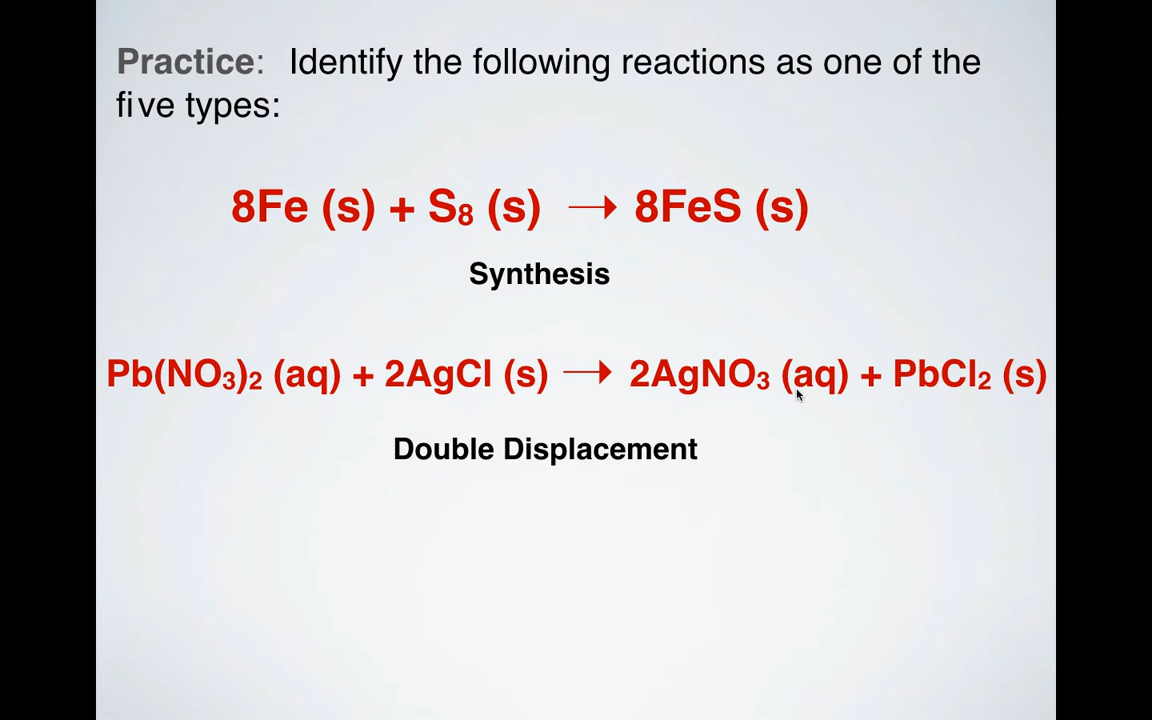 Practice: Identify the following reactions as one of the
five types:
8Fe (s) + S₈ (s) → 8FeS (s)
Synthesis
Pb(NO₃)₂ (aq) + 2AgCl (s) → 2AgNO₃ (aq) + PbCl₂ (s)
Double Displacement